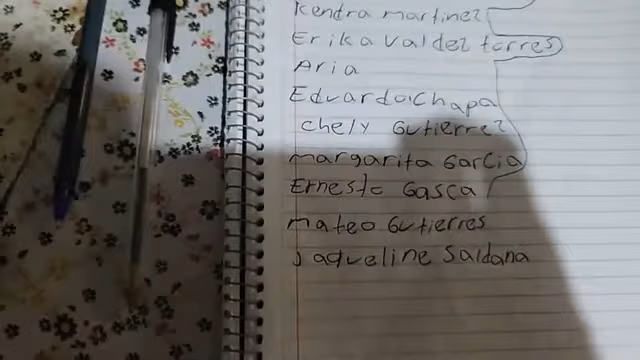 Kendra martinez
Erika Valdez torres
Aria
Eduardo Chapa
Chely Gutierrez
margarita Garcia
Ernesto Gasca
mateo Gutierres
Jaqueline Saldana